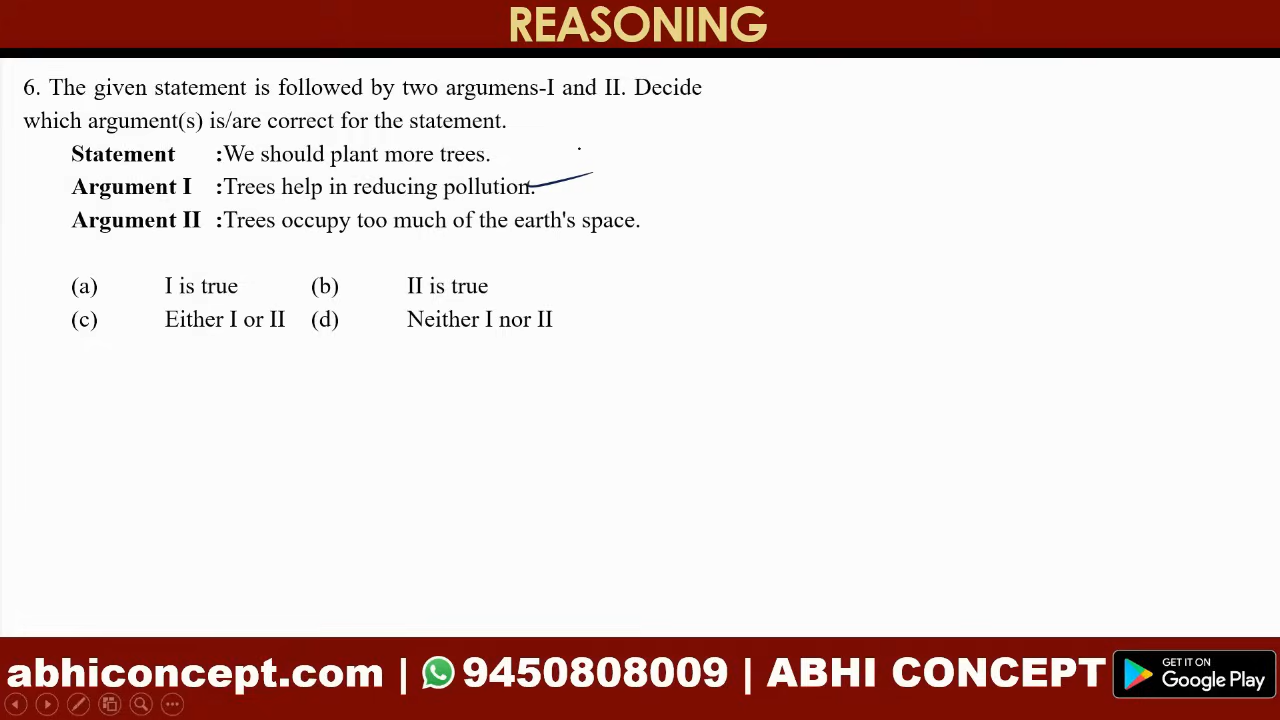 REASONING
6. The given statement is followed by two argumens-I and II. Decide
which argument(s) is/are correct for the statement.
Statement :We should plant more trees.
Argument I :Trees help in reducing pollution.
Argument II :Trees occupy too much of the earth's space.
(a) I is true (b) II is true
(c) Either I or II (d) Neither I nor II
abhiconcept.com | 9450808009 | ABHI CONCEPT
GET IT ON
Google Play